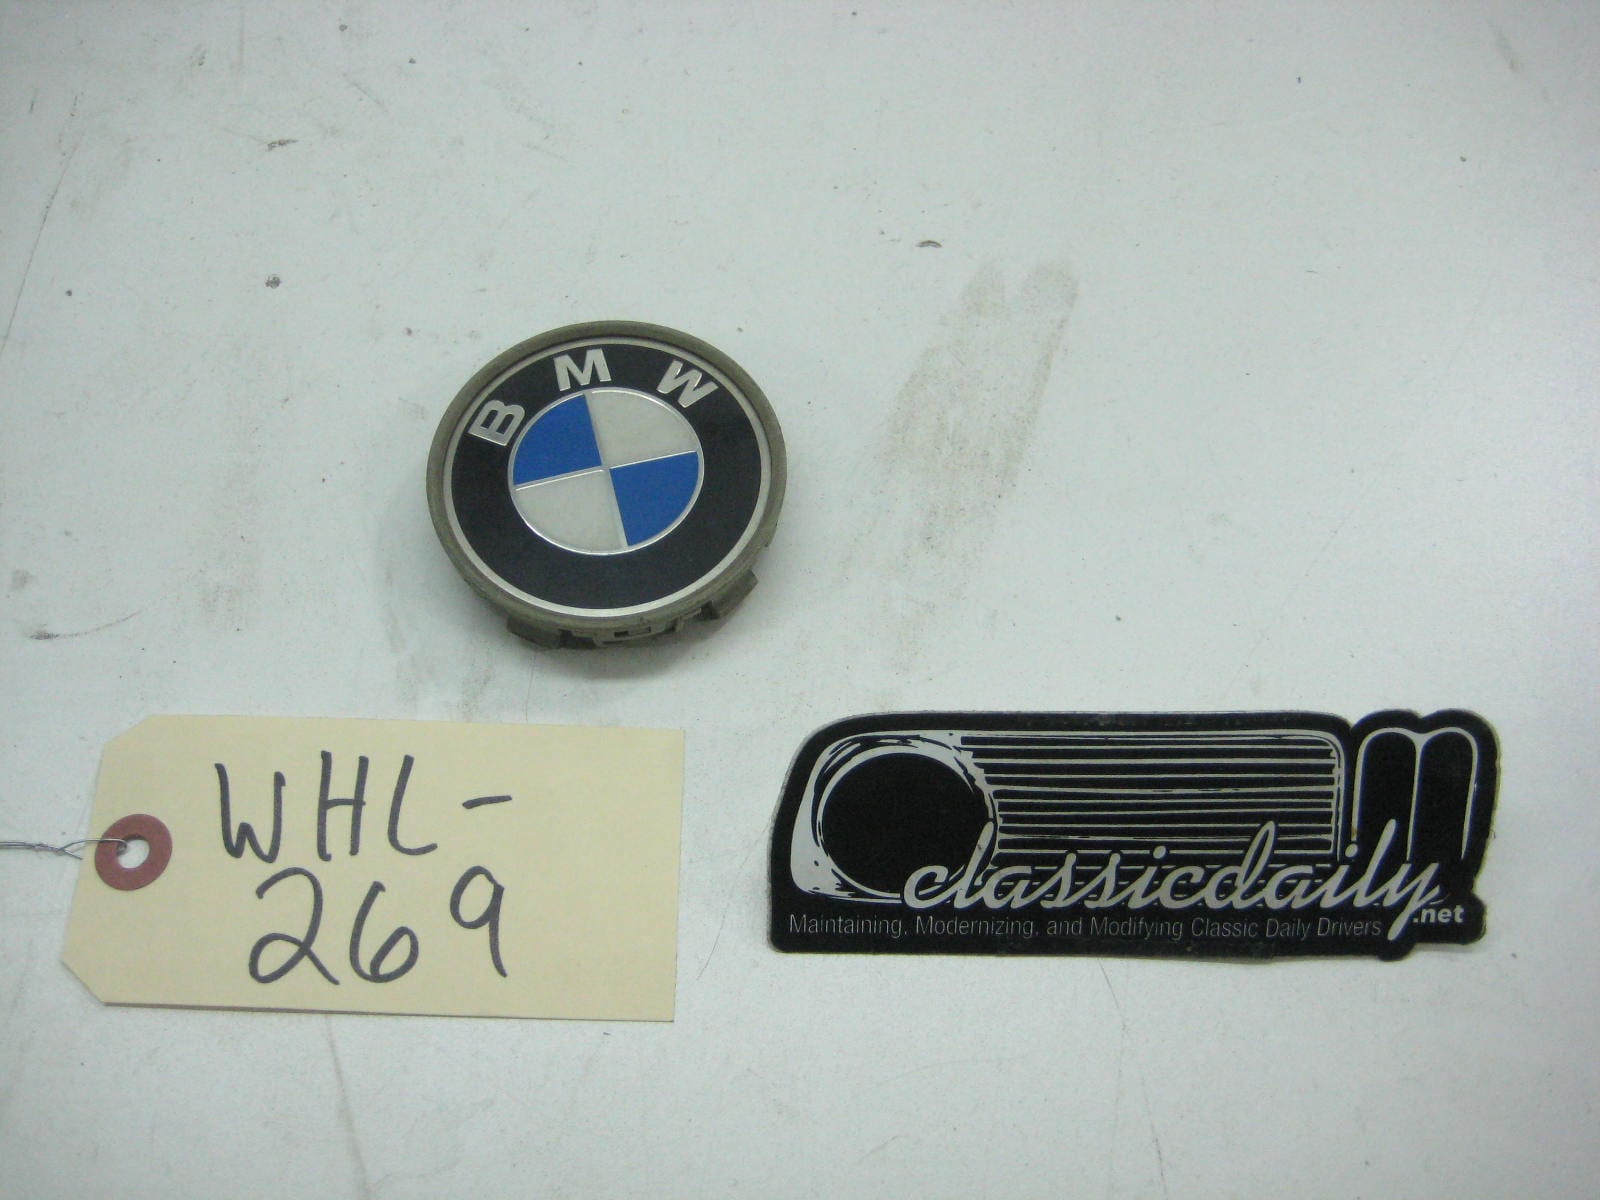 BMW
WHL-
269
classicdaily.net
Maintaining, Modernizing, and Modifying Classic Daily Drivers